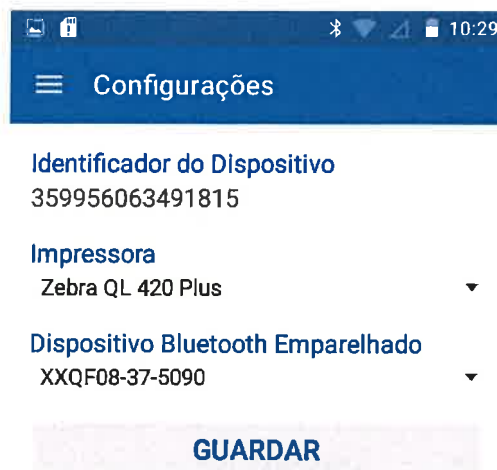 10:29
Configurações
Identificador do Dispositivo
359956063491815
Impressora
Zebra QL 420 Plus
Dispositivo Bluetooth Emparelhado
XXQF08-37-5090
GUARDAR